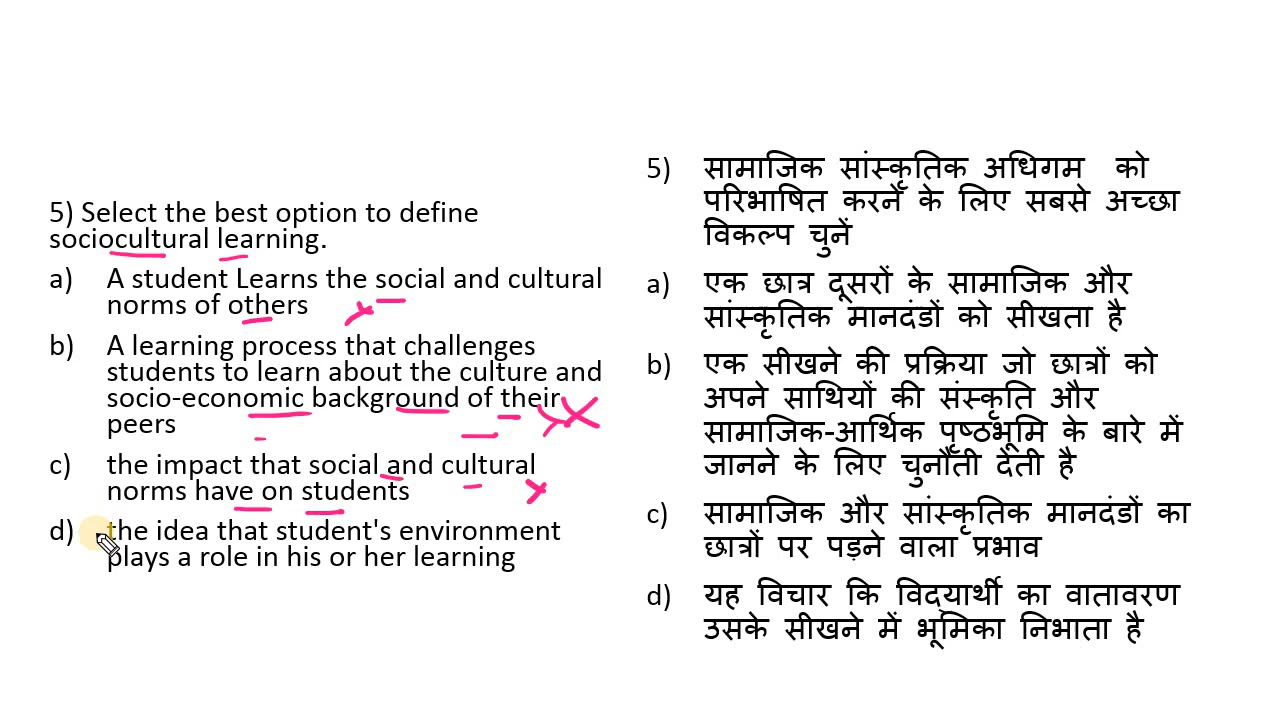 5) Select the best option to define
sociocultural learning.
a) A student Learns the social and cultural
norms of others
b) A learning process that challenges
students to learn about the culture and
socio-economic background of their
peers
c) the impact that social and cultural
norms have on students
d) the idea that student's environment
plays a role in his or her learning
5) सामाजिक सांस्कृतिक अधिगम को
परिभाषित करने के लिए सबसे अच्छा
विकल्प चुनें
a) एक छात्र दूसरों के सामाजिक और
सांस्कृतिक मानदंडों को सीखता है
b) एक सीखने की प्रक्रिया जो छात्रों को
अपने साथियों की संस्कृति और
सामाजिक-आर्थिक पृष्ठभूमि के बारे में
जानने के लिए चुनौती देती है
c) सामाजिक और सांस्कृतिक मानदंडों का
छात्रों पर पड़ने वाला प्रभाव
d) यह विचार कि विद्यार्थी का वातावरण
उसके सीखने में भूमिका निभाता है